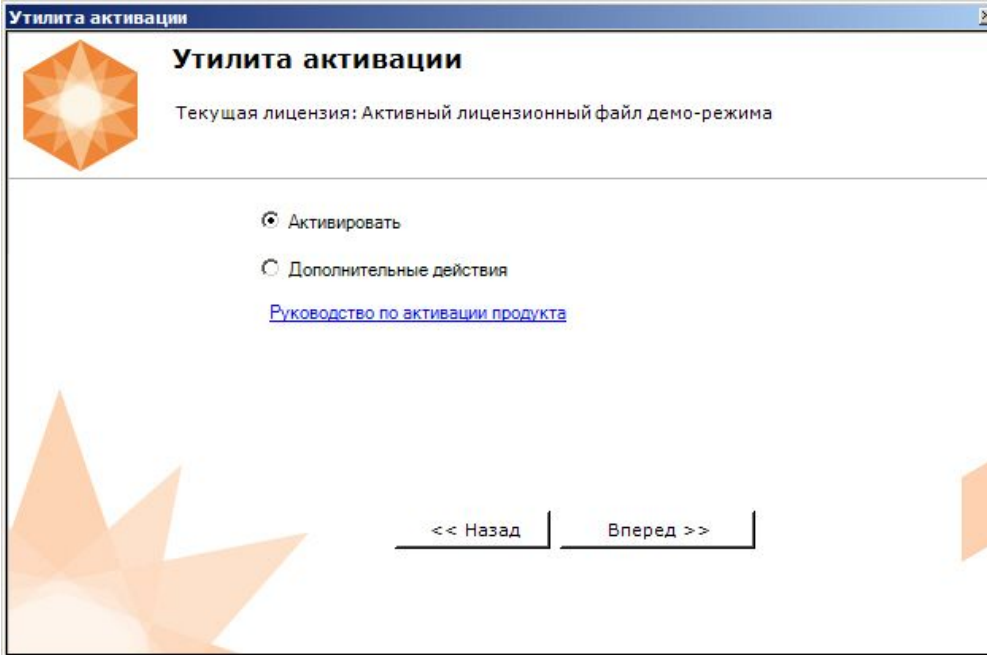 Утилита активации
Утилита активации
Текущая лицензия: Активный лицензионный файл демо-режима
Активировать
Дополнительные действия
Руководство по активации продукта
<< Назад
Вперед >>